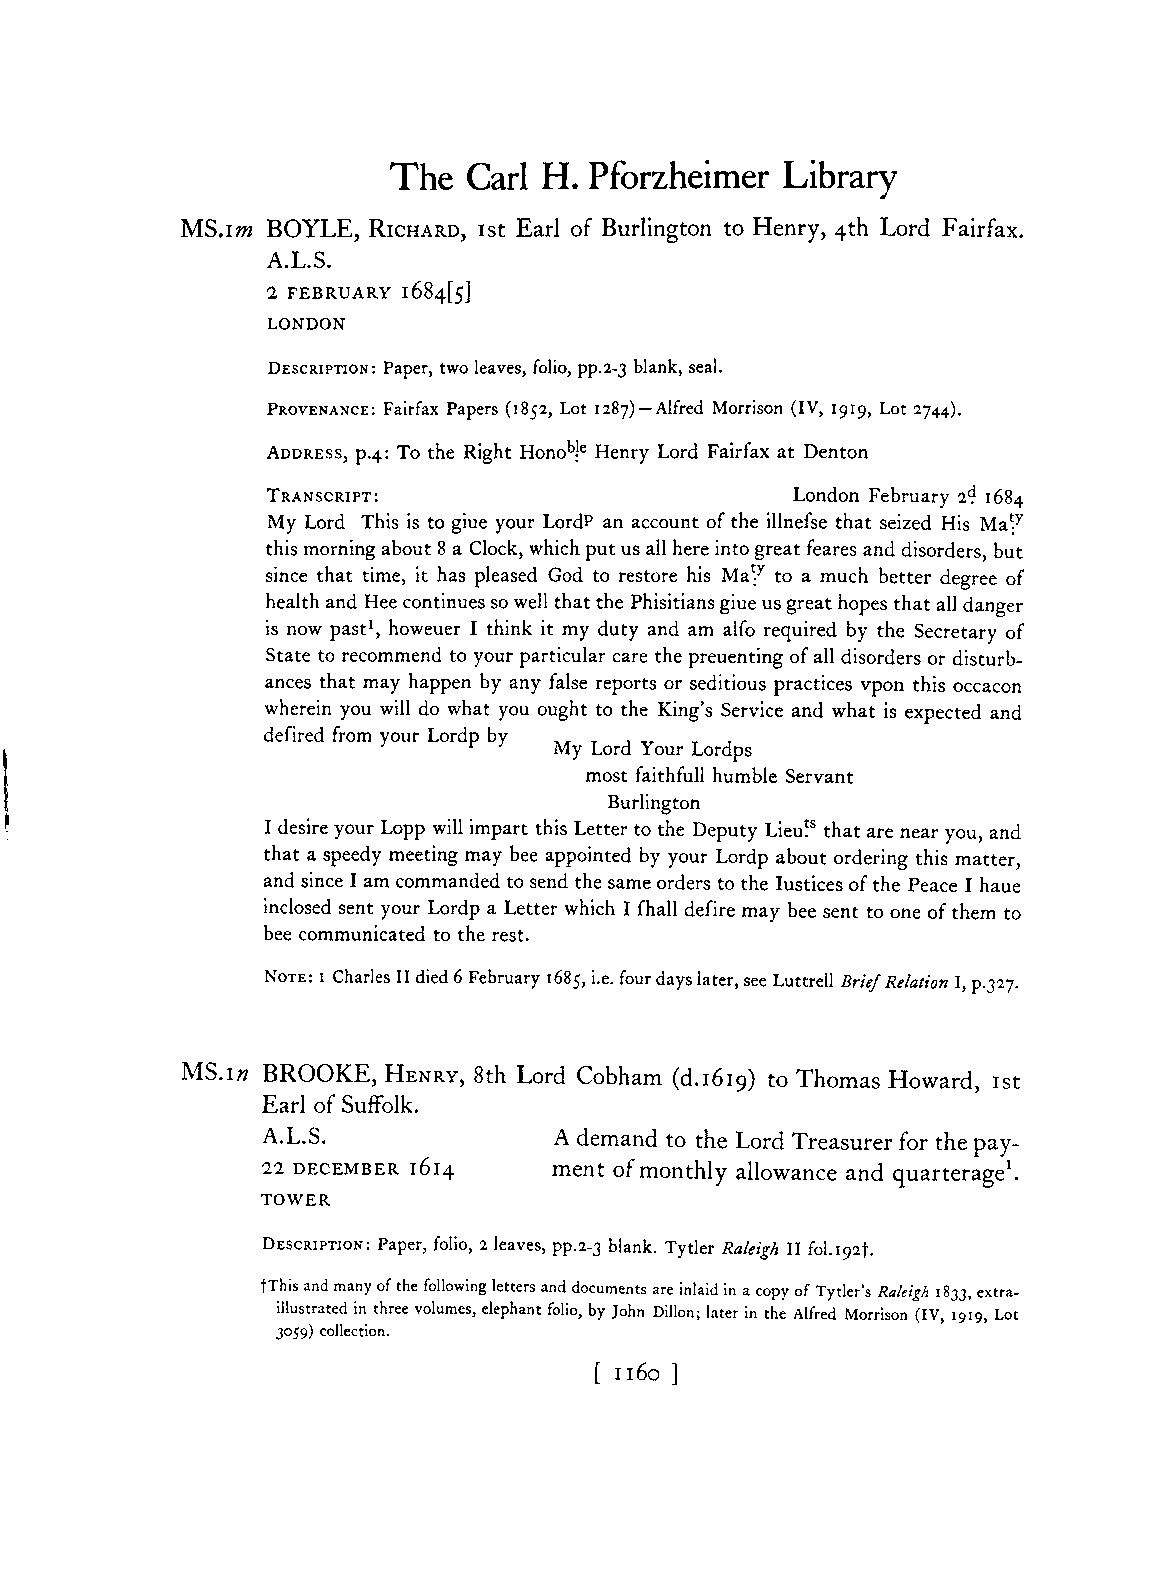 The Carl H. Pforzheimer Library
MS.1m BOYLE, RICHARD, 1st Earl of Burlington to Henry, 4th Lord Fairfax.
A.L.S.
2 FEBRUARY 1684[5]
LONDON
DESCRIPTION: Paper, two leaves, folio, pp.2-3 blank, seal.
PROVENANCE: Fairfax Papers (1852, Lot 1287)—Alfred Morrison (IV, 1919, Lot 2744).
ADDRESS, p.4: To the Right Honoble Henry Lord Fairfax at Denton
TRANSCRIPT: London February 2d 1684
My Lord This is to giue your Lordp an account of the illneſse that seized His Maty
this morning about 8 a Clock, which put us all here into great feares and disorders, but
since that time, it has pleased God to restore his Maty to a much better degree of
health and Hee continues so well that the Phisitians giue us great hopes that all danger
is now past¹, howeuer I think it my duty and am alſo required by the Secretary of
State to recommend to your particular care the preuenting of all disorders or disturb-
ances that may happen by any false reports or seditious practices vpon this occacon
wherein you will do what you ought to the King's Service and what is expected and
deſired from your Lordp by
My Lord Your Lordps
most faithfull humble Servant
Burlington
I desire your Lopp will impart this Letter to the Deputy Lieu.ts that are near you, and
that a speedy meeting may bee appointed by your Lordp about ordering this matter,
and since I am commanded to send the same orders to the Iustices of the Peace I haue
inclosed sent your Lordp a Letter which I ſhall deſire may bee sent to one of them to
bee communicated to the rest.
NOTE: 1 Charles II died 6 February 1685, i.e. four days later, see Luttrell Brief Relation I, p.327.
MS.1n BROOKE, HENRY, 8th Lord Cobham (d.1619) to Thomas Howard, 1st
Earl of Suffolk.
A.L.S. A demand to the Lord Treasurer for the pay-
22 DECEMBER 1614 ment of monthly allowance and quarterage¹.
TOWER
DESCRIPTION: Paper, folio, 2 leaves, pp.2-3 blank. Tytler Raleigh II fol.192†.
†This and many of the following letters and documents are inlaid in a copy of Tytler's Raleigh 1833, extra-
illustrated in three volumes, elephant folio, by John Dillon; later in the Alfred Morrison (IV, 1919, Lot
3059) collection.
[ 1160 ]